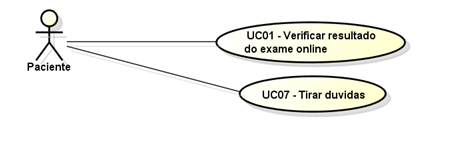 UC01 - Verificar resultado
do exame online
Paciente
UC07 - Tirar duvidas